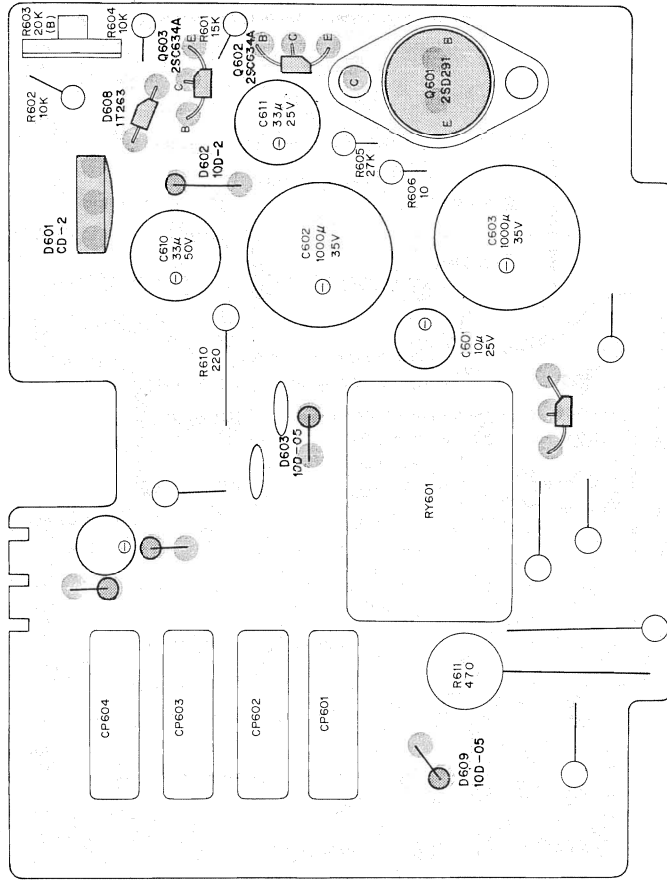 R603
20K
(B)
R604
10K
Q603
2SC634A
R601
15K
Q602
2SC634A
B
C
E
E
C
B
C
Q601
2SD291
B
E
R602
10K
D608
1T263
C611
33μ
25V
D602
10D-2
R605
27K
R606
10
D601
CD-2
C610
33μ
50V
C602
1000μ
35V
C603
1000μ
35V
C601
10μ
25V
R610
220
D603
10D-05
RY601
CP604
CP603
CP602
CP601
R611
470
D609
10D-05